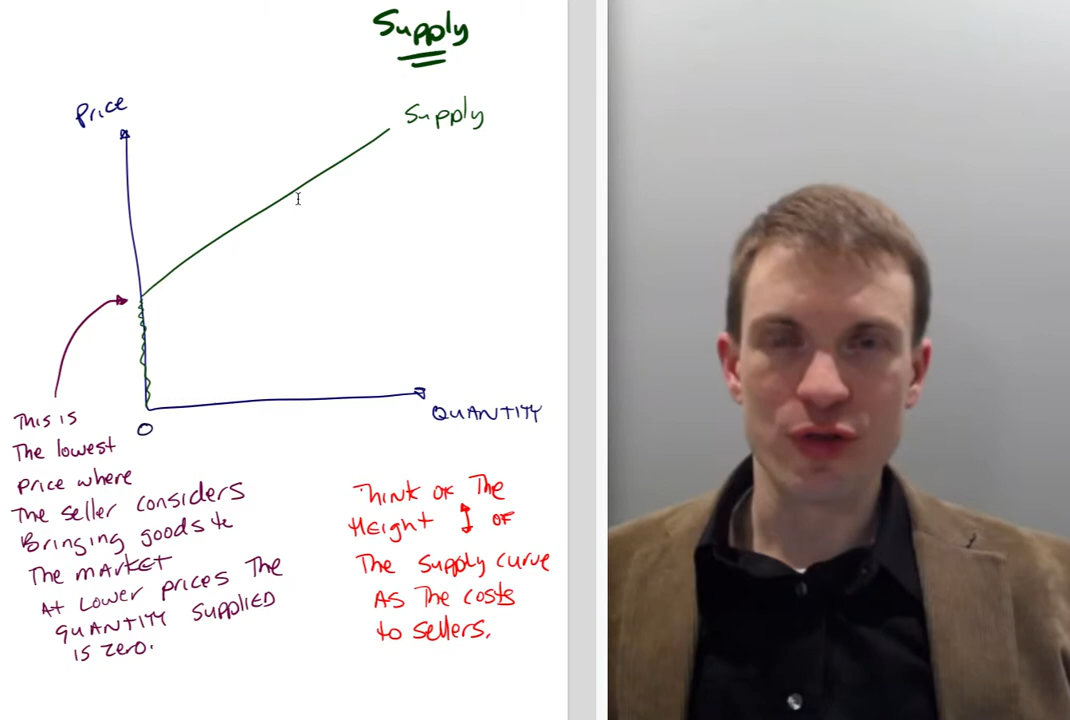 Supply
Price
Supply
QUANTITY
0
This is
The lowest
price where
The seller considers
Bringing goods to
The market
At Lower prices The
quantity supplied
is zero.
Think of The
Height ↕ of
The supply curve
As The costs
to sellers.